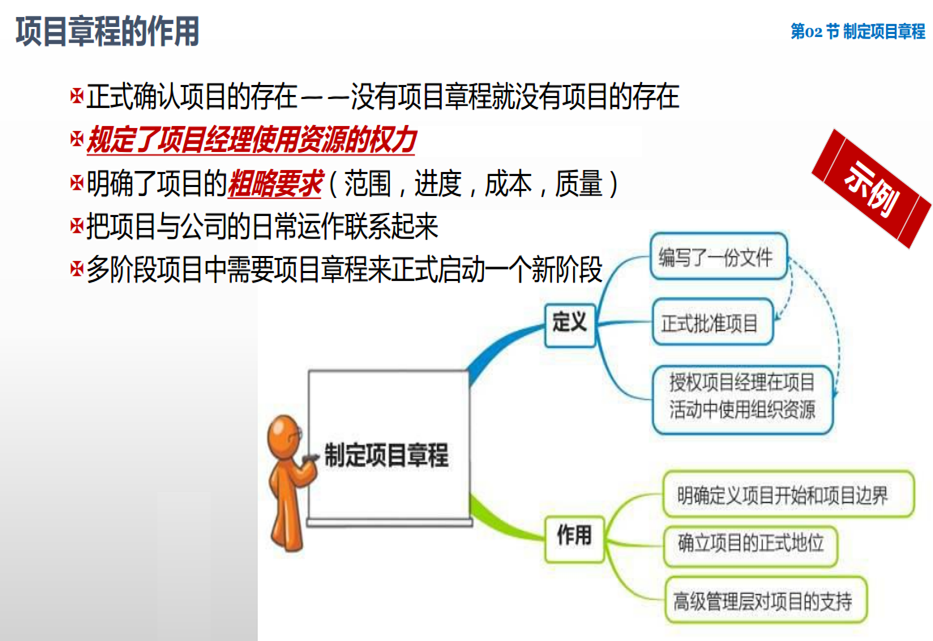 项目章程的作用
第02 节 制定项目章程
正式确认项目的存在——没有项目章程就没有项目的存在
规定了项目经理使用资源的权力
明确了项目的粗略要求（范围，进度，成本，质量）
把项目与公司的日常运作联系起来
多阶段项目中需要项目章程来正式启动一个新阶段
示例
制定项目章程
定义
编写了一份文件
正式批准项目
授权项目经理在项目
活动中使用组织资源
作用
明确定义项目开始和项目边界
确立项目的正式地位
高级管理层对项目的支持